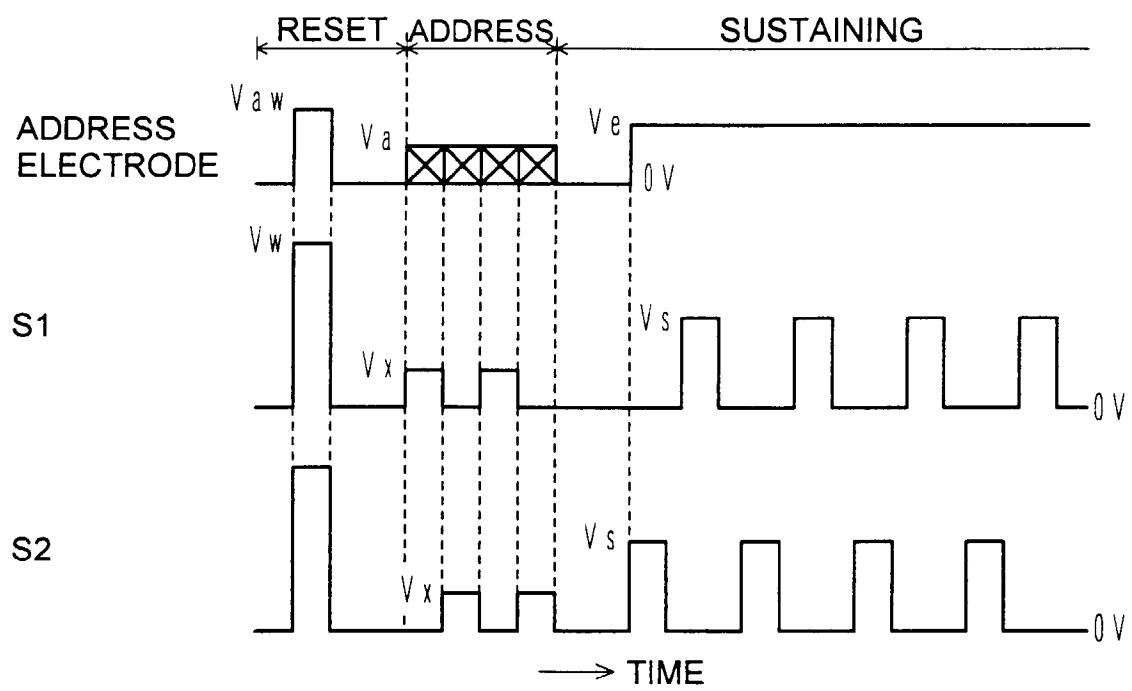 RESET ADDRESS SUSTAINING
Vaw
ADDRESS
ELECTRODE
Va
Ve
0V
Vw
S1
Vx
Vs
0V
S2
Vx
Vs
0V
TIME